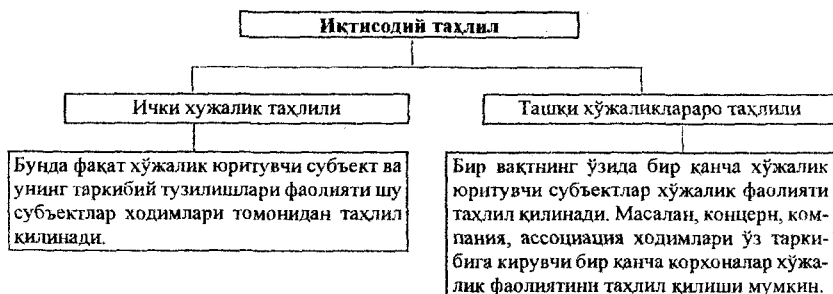 Иқтисодий таҳлил
Ички хужалик таҳлили
Ташқи хўжаликлараро таҳлили
Бунда фақат хўжалик юритувчи субъект ва
унинг таркибий тузилишлари фаолияти шу
субъектлар ходимлари томонидан таҳлил
қилинади.
Бир вақтнинг ўзида бир қанча хўжалик
юритувчи субъектлар хўжалик фаолияти
таҳлил қилинади. Масалан, концерн, ком-
пания, ассоциация ходимлари ўз тарки-
бига кирувчи бир қанча корхоналар хўжа-
лик фаолиятини таҳлил қилиши мумкин.